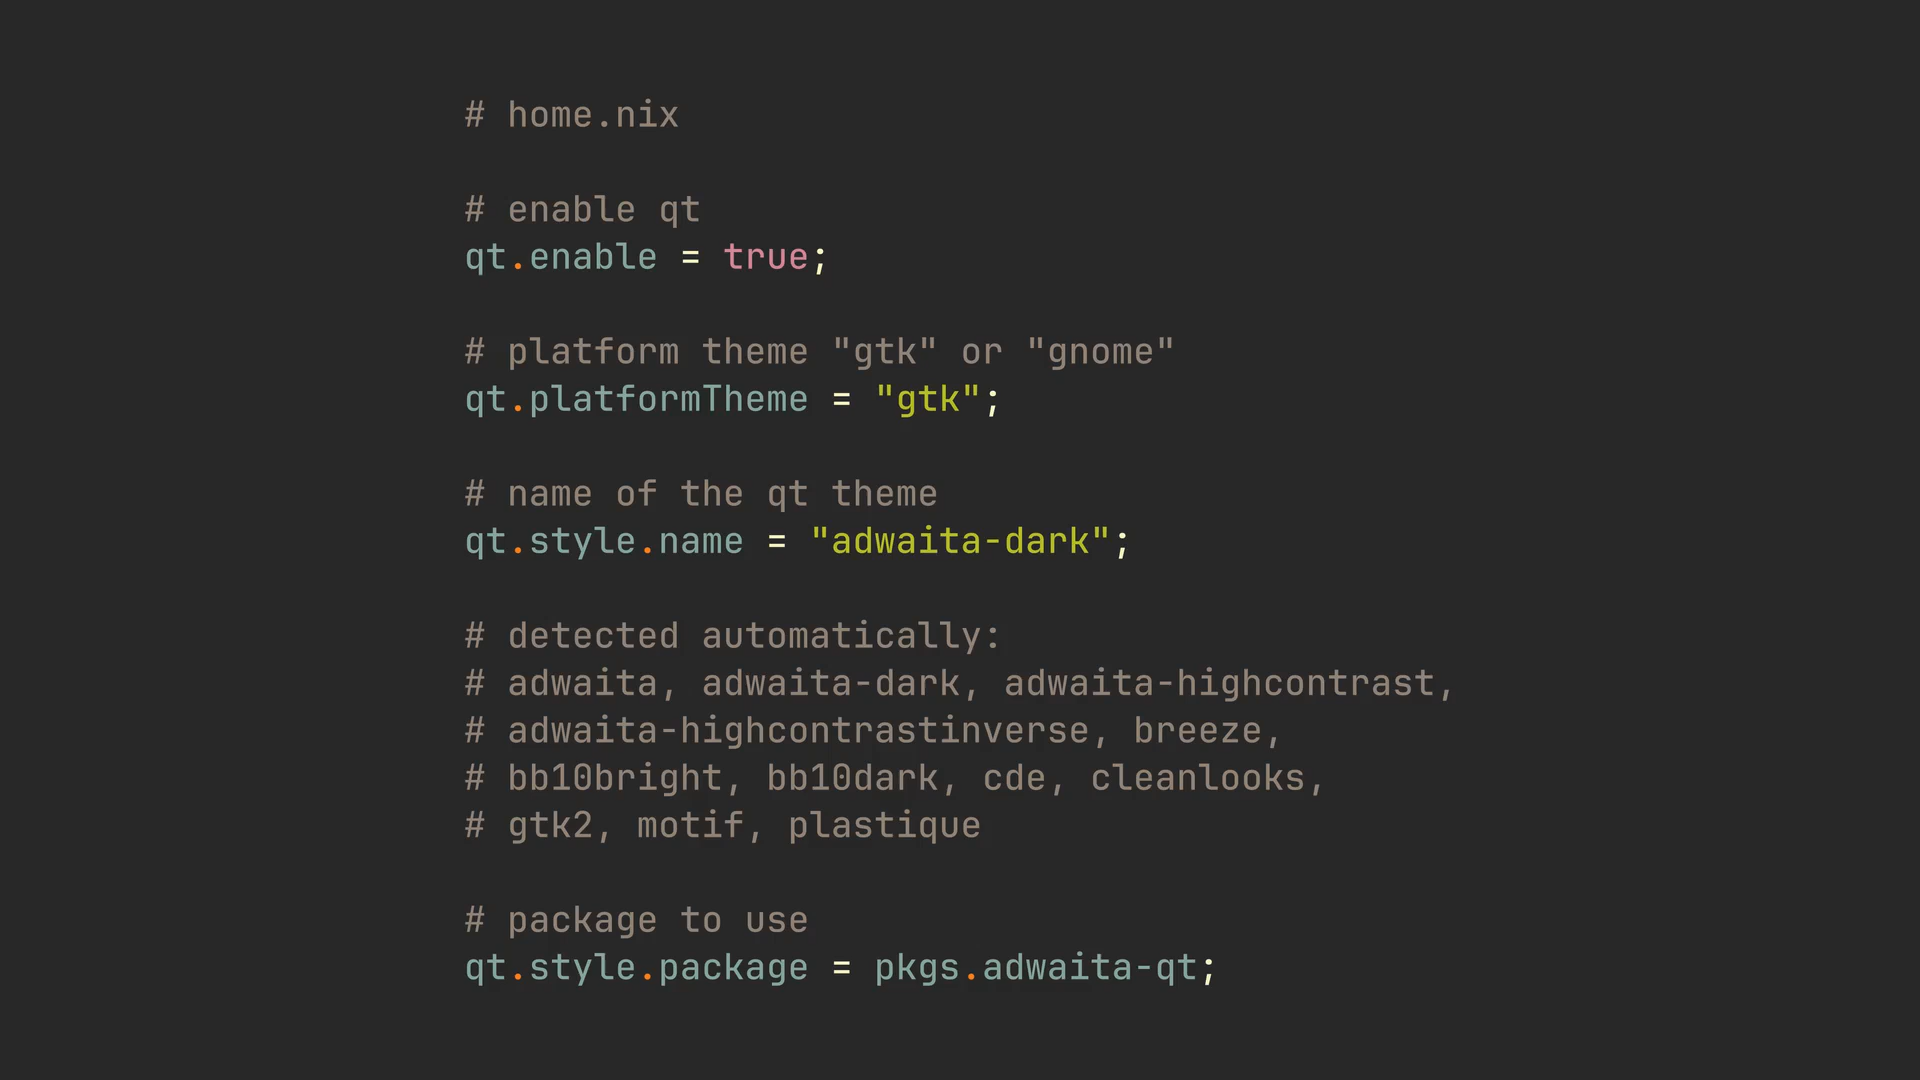 # home.nix
# enable qt
qt.enable = true;
# platform theme "gtk" or "gnome"
qt.platformTheme = "gtk";
# name of the qt theme
qt.style.name = "adwaita-dark";
# detected automatically:
# adwaita, adwaita-dark, adwaita-highcontrast,
# adwaita-highcontrastinverse, breeze,
# bb10bright, bb10dark, cde, cleanlooks,
# gtk2, motif, plastique
# package to use
qt.style.package = pkgs.adwaita-qt;